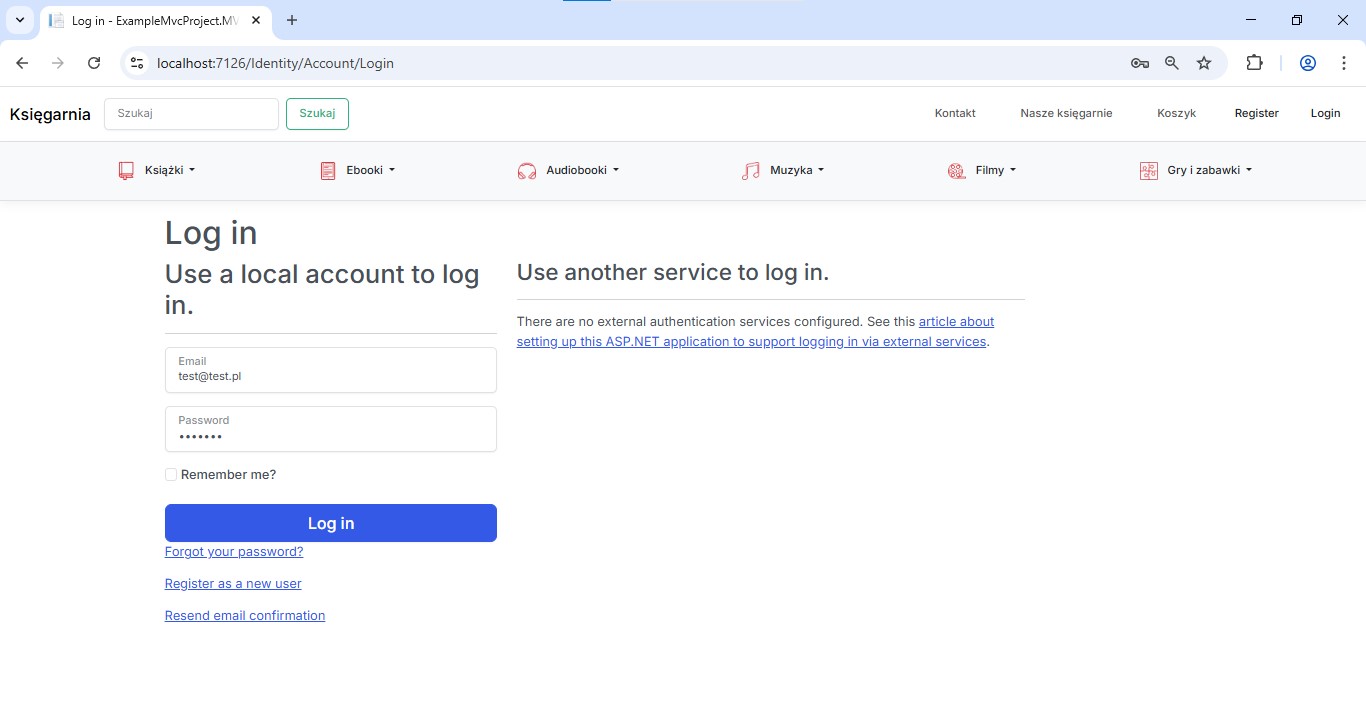 Log in - ExampleMvcProject.MV
localhost:7126/Identity/Account/Login
Księgarnia Szukaj Szukaj Kontakt Nasze księgarnie Koszyk Register Login
Książki Ebooki Audiobooki Muzyka Filmy Gry i zabawki
Log in
Use a local account to log
in.
Email
test@test.pl
Password
•••••••
Remember me?
Log in
Forgot your password?
Register as a new user
Resend email confirmation
Use another service to log in.
There are no external authentication services configured. See this article about
setting up this ASP.NET application to support logging in via external services.